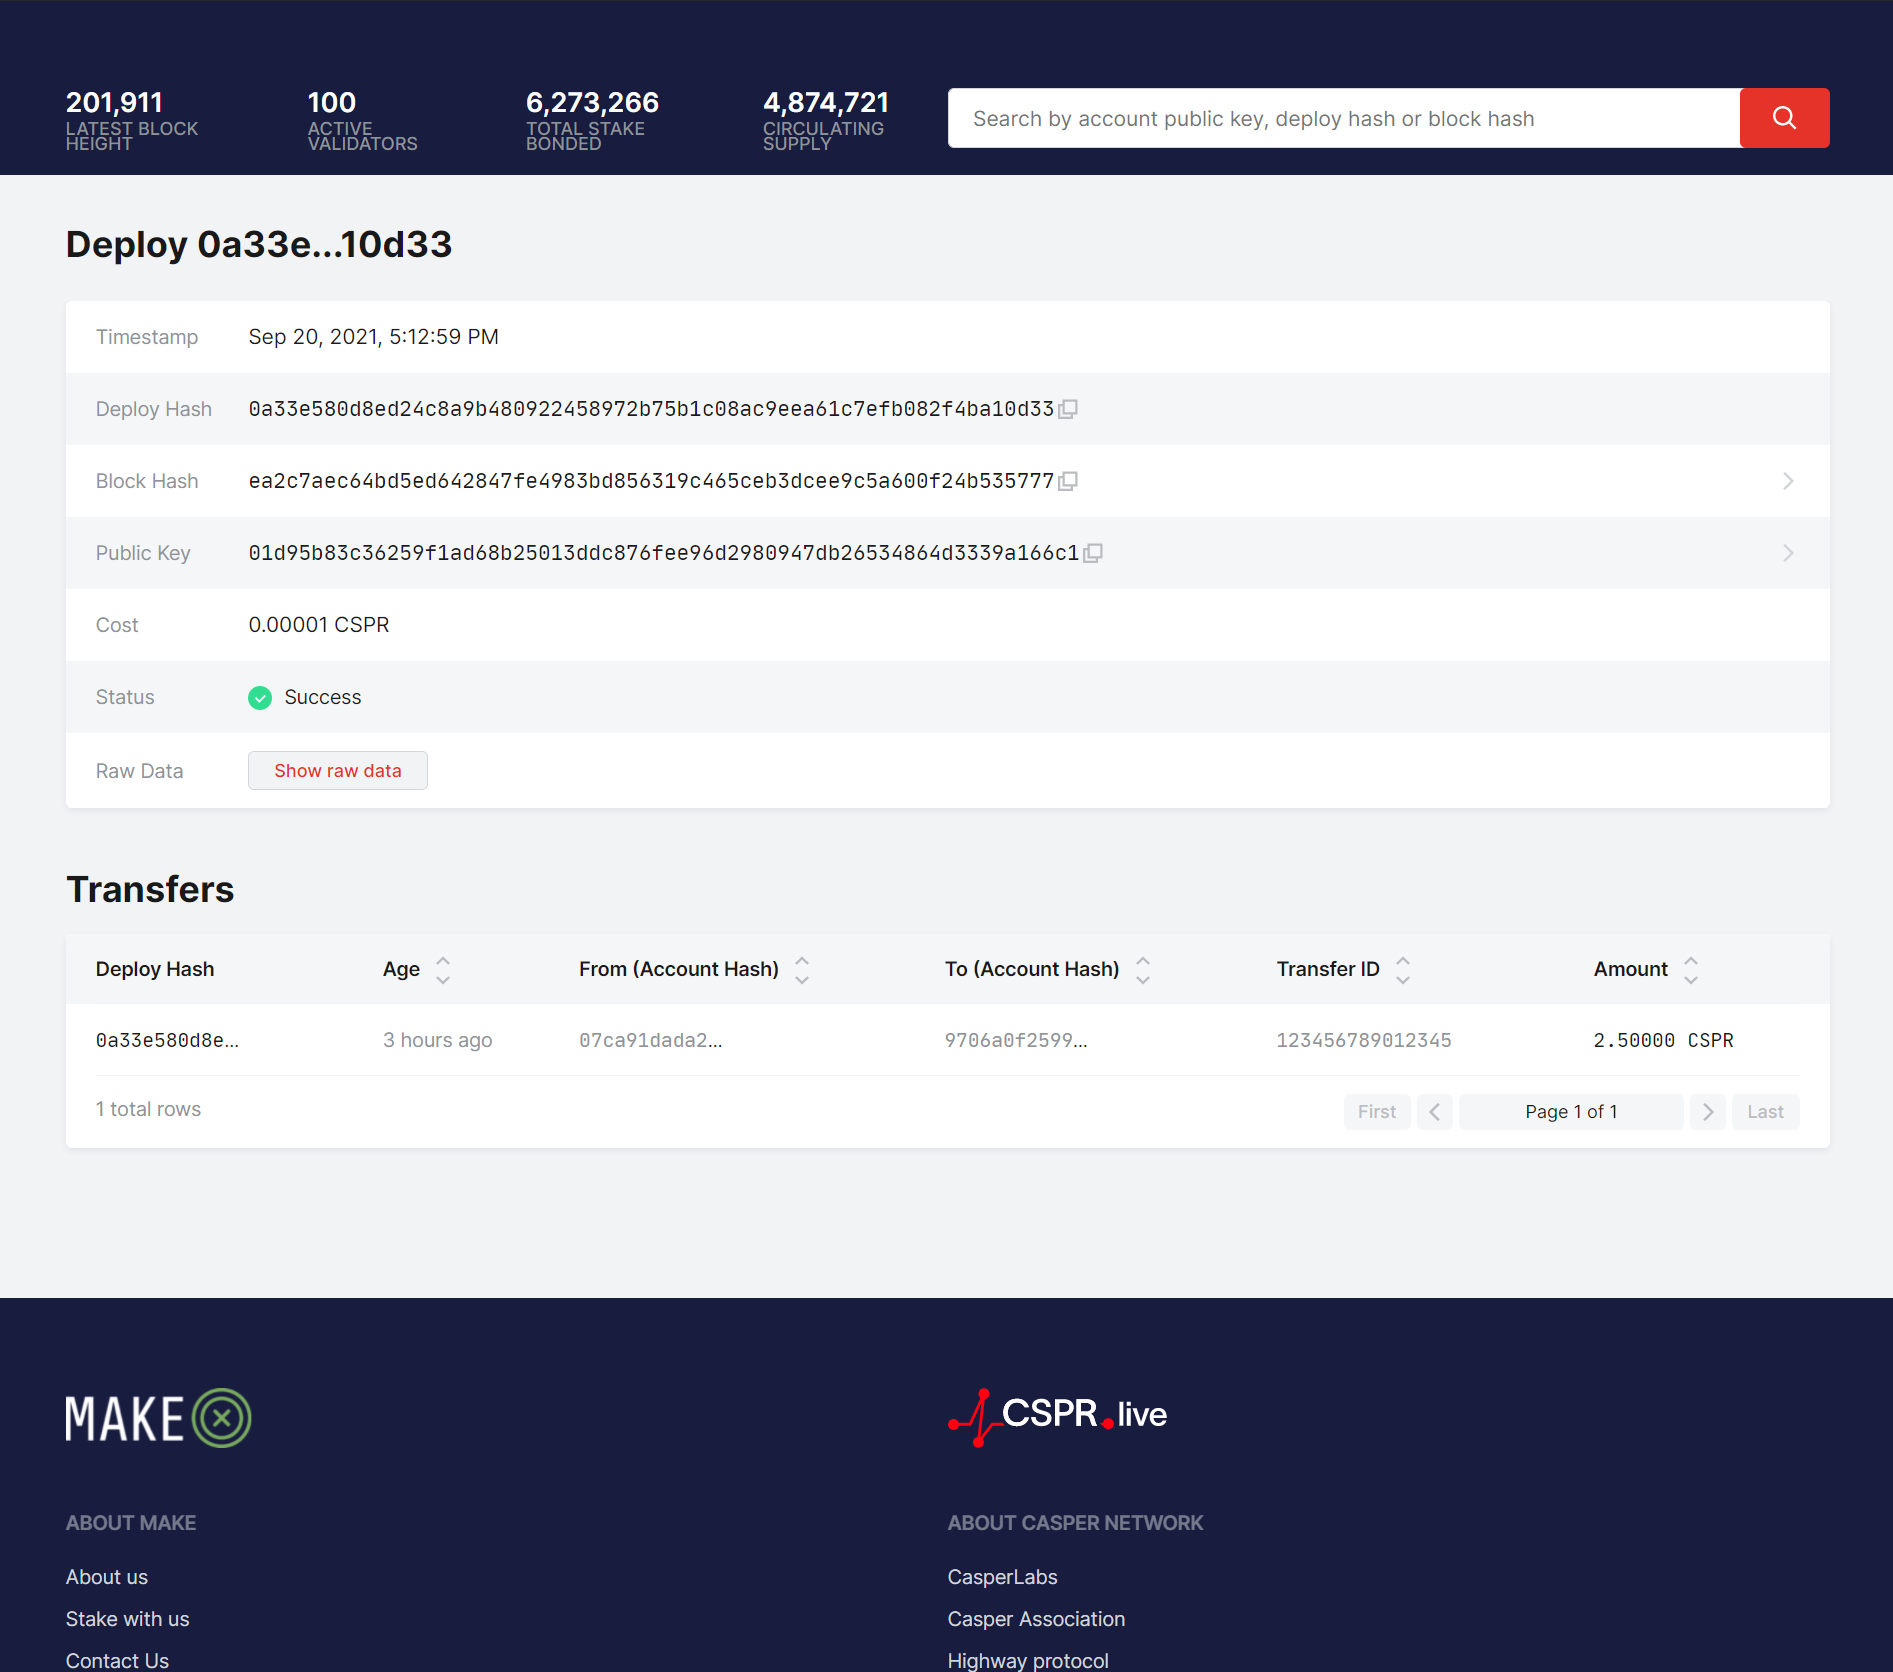 201,911
LATEST BLOCK
HEIGHT
100
ACTIVE
VALIDATORS
6,273,266
TOTAL STAKE
BONDED
4,874,721
CIRCULATING
SUPPLY
Search by account public key, deploy hash or block hash
Deploy 0a33e...10d33
Timestamp Sep 20, 2021, 5:12:59 PM
Deploy Hash 0a33e580d8ed24c8a9b480922458972b75b1c08ac9eea61c7efb082f4ba10d33
Block Hash ea2c7aec64bd5ed642847fe4983bd856319c465ceb3dcee9c5a600f24b535777
Public Key 01d95b83c36259f1ad68b25013ddc876fee96d2980947db26534864d3339a166c1
Cost 0.00001 CSPR
Status Success
Raw Data Show raw data
Transfers
Deploy Hash Age From (Account Hash) To (Account Hash) Transfer ID Amount
0a33e580d8e... 3 hours ago 07ca91dada2... 9706a0f2599... 123456789012345 2.50000 CSPR
1 total rows First Page 1 of 1 Last
MAKE
CSPR.live
ABOUT MAKE
About us
Stake with us
Contact Us
ABOUT CASPER NETWORK
CasperLabs
Casper Association
Highway protocol